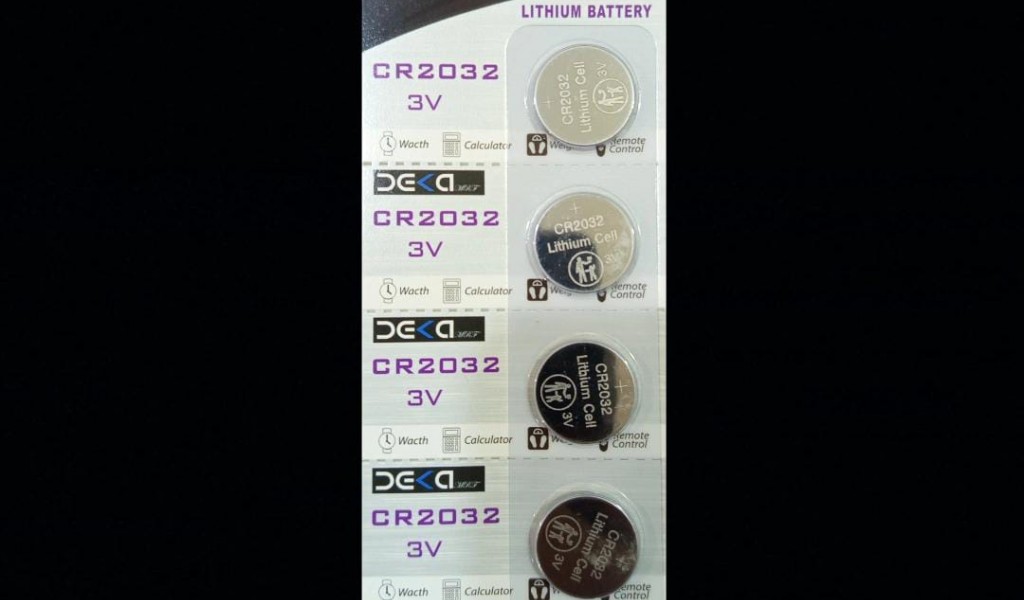 LITHIUM BATTERY
CR2032
3V
CR2032
Lithium Cell
3V
Wacth
Calculator
Remote
Control
DEKA
CR2032
3V
CR2032
Lithium Cell
3V
Wacth
Calculator
Remote
Control
DEKA
CR2032
3V
CR2032
Lithium Cell
3V
Wacth
Calculator
Remote
Control
DEKA
CR2032
3V
CR2032
Lithium Cell
3V
Wacth
Calculator
Remote
Control